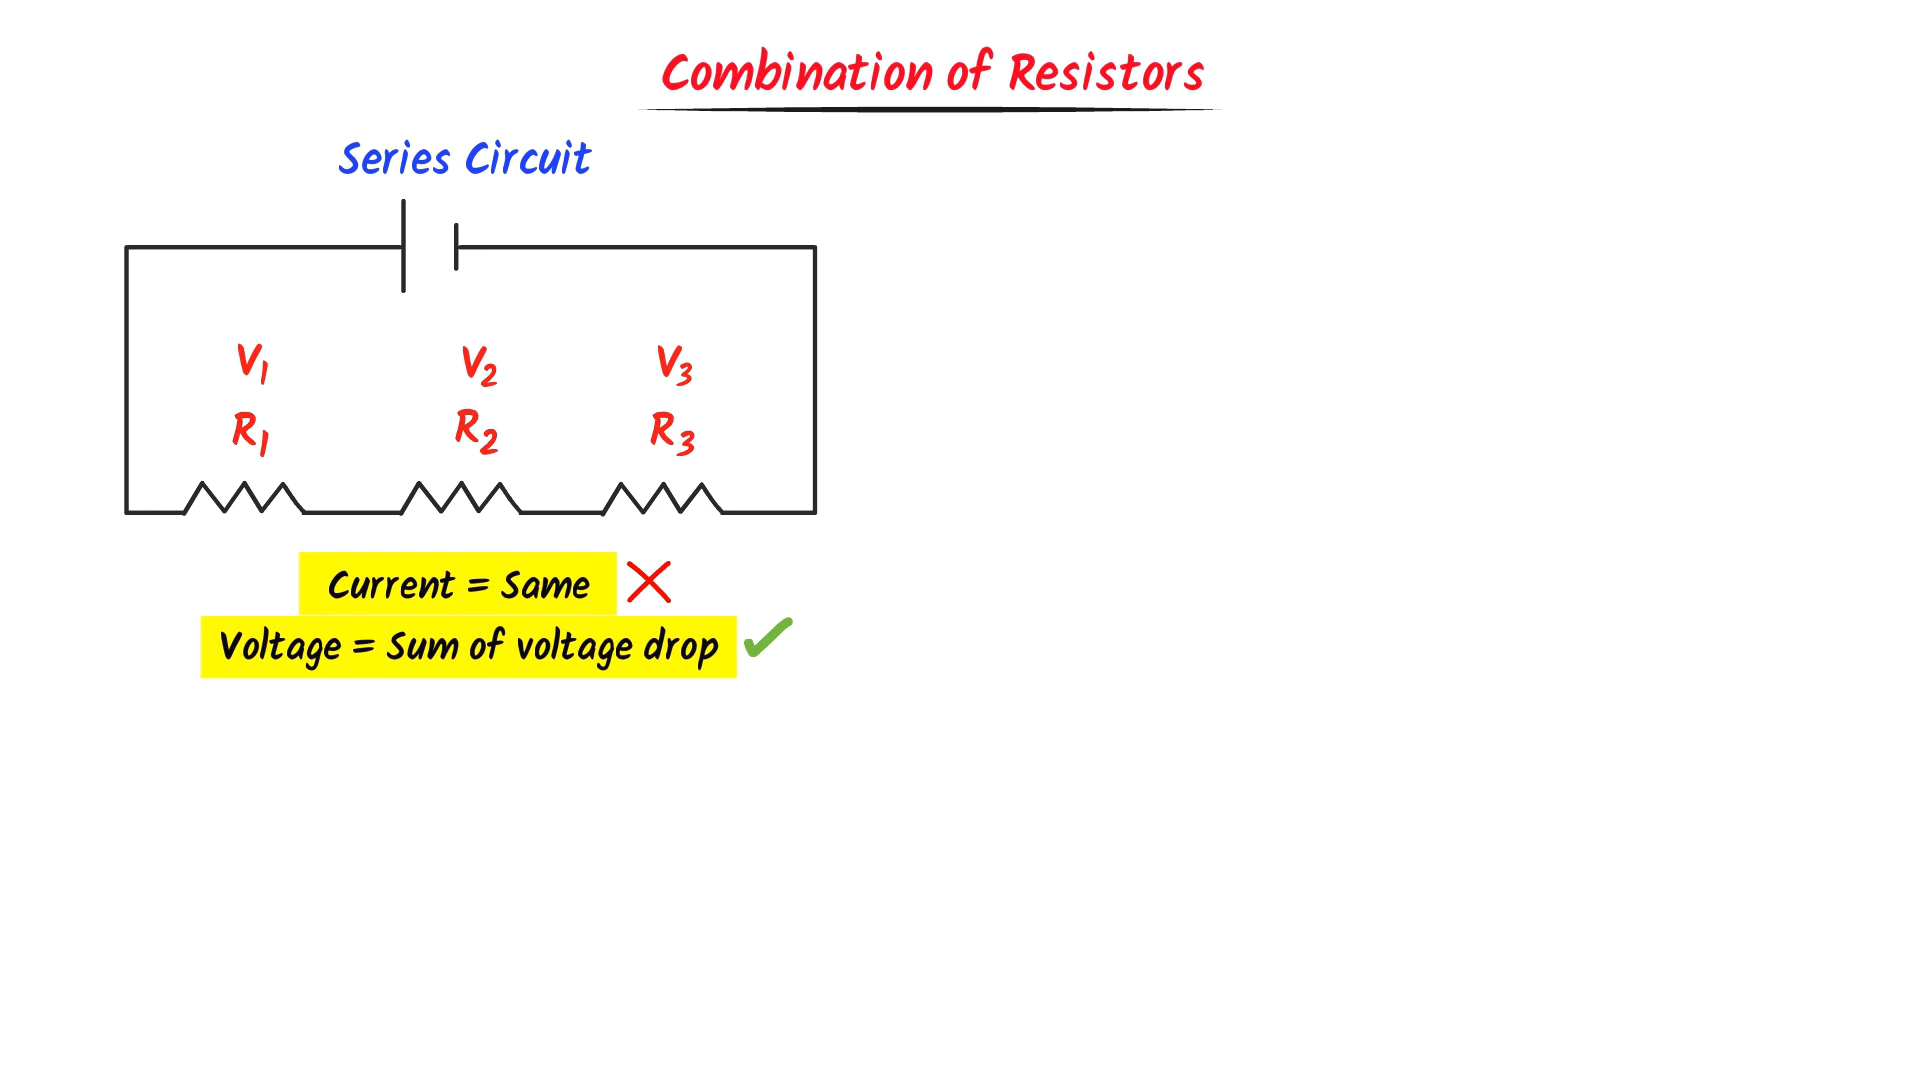 Combination of Resistors
Series Circuit
V₁ V₂ V₃
R₁ R₂ R₃
Current = Same
Voltage = Sum of voltage drop